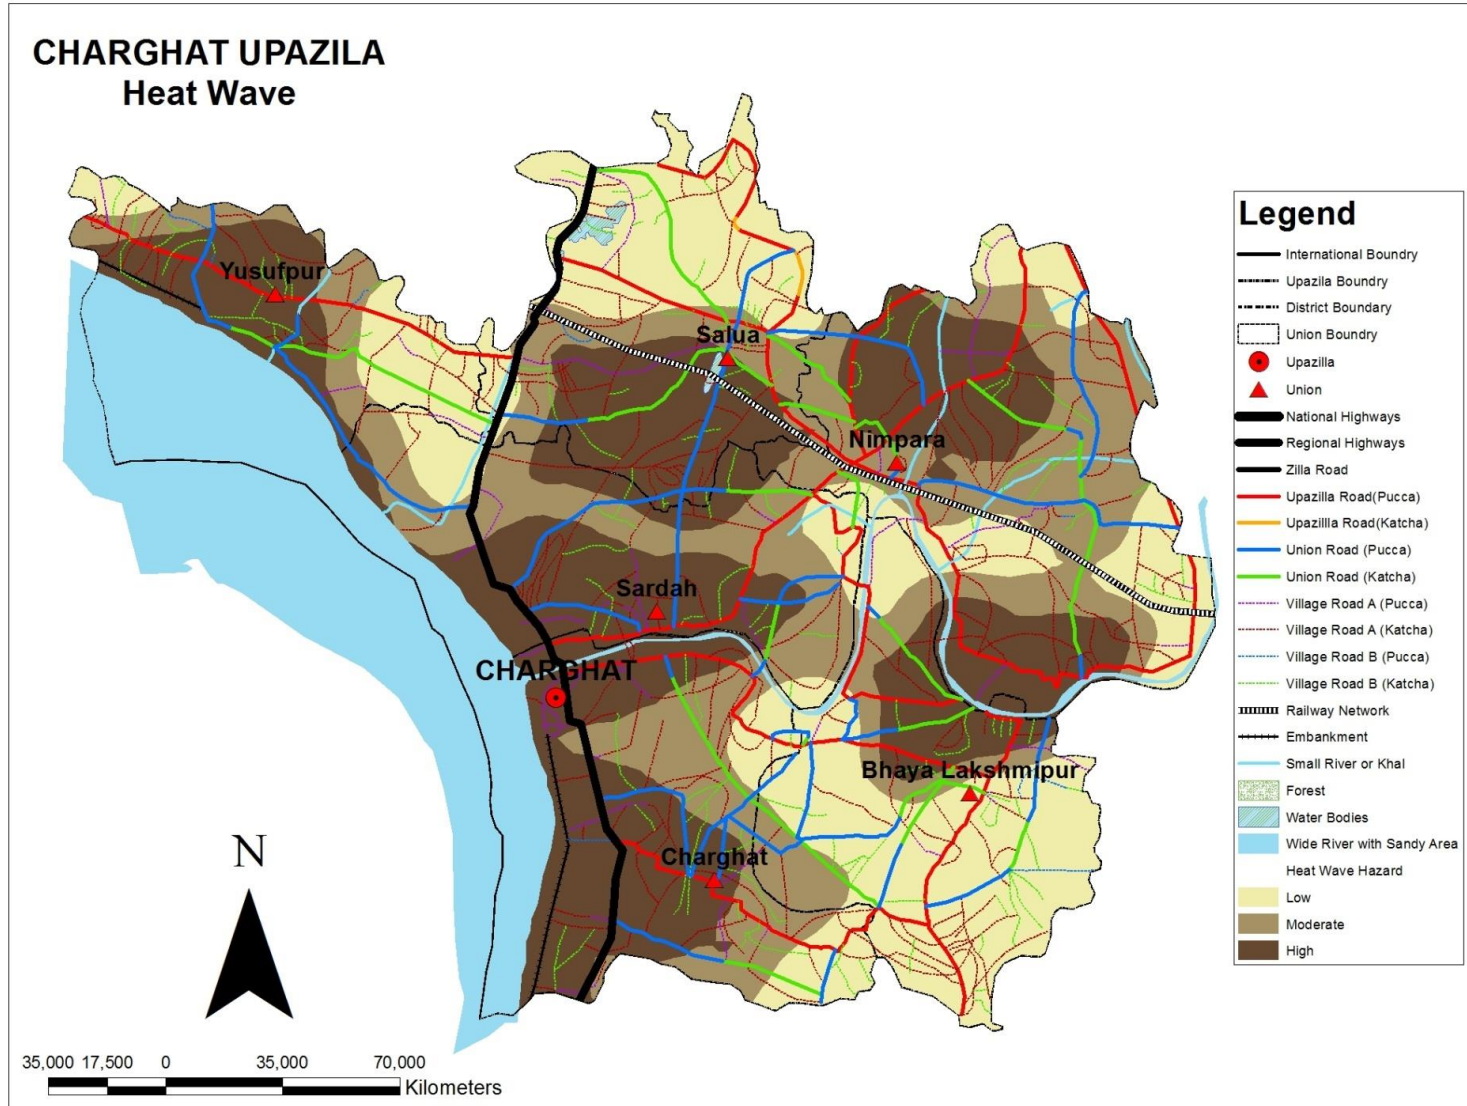 CHARGHAT UPAZILA
Heat Wave
Yusufpur
Salua
Nimpara
Sardah
CHARGHAT
Bhaya Lakshmipur
Charghat
N
35,000 17,500 0 35,000 70,000
Kilometers
Legend
International Boundry
Upazila Boundry
District Boundary
Union Boundry
Upazilla
Union
National Highways
Regional Highways
Zilla Road
Upazilla Road(Pucca)
Upazillla Road(Katcha)
Union Road (Pucca)
Union Road (Katcha)
Village Road A (Pucca)
Village Road A (Katcha)
Village Road B (Pucca)
Village Road B (Katcha)
Railway Network
Embankment
Small River or Khal
Forest
Water Bodies
Wide River with Sandy Area
Heat Wave Hazard
Low
Moderate
High